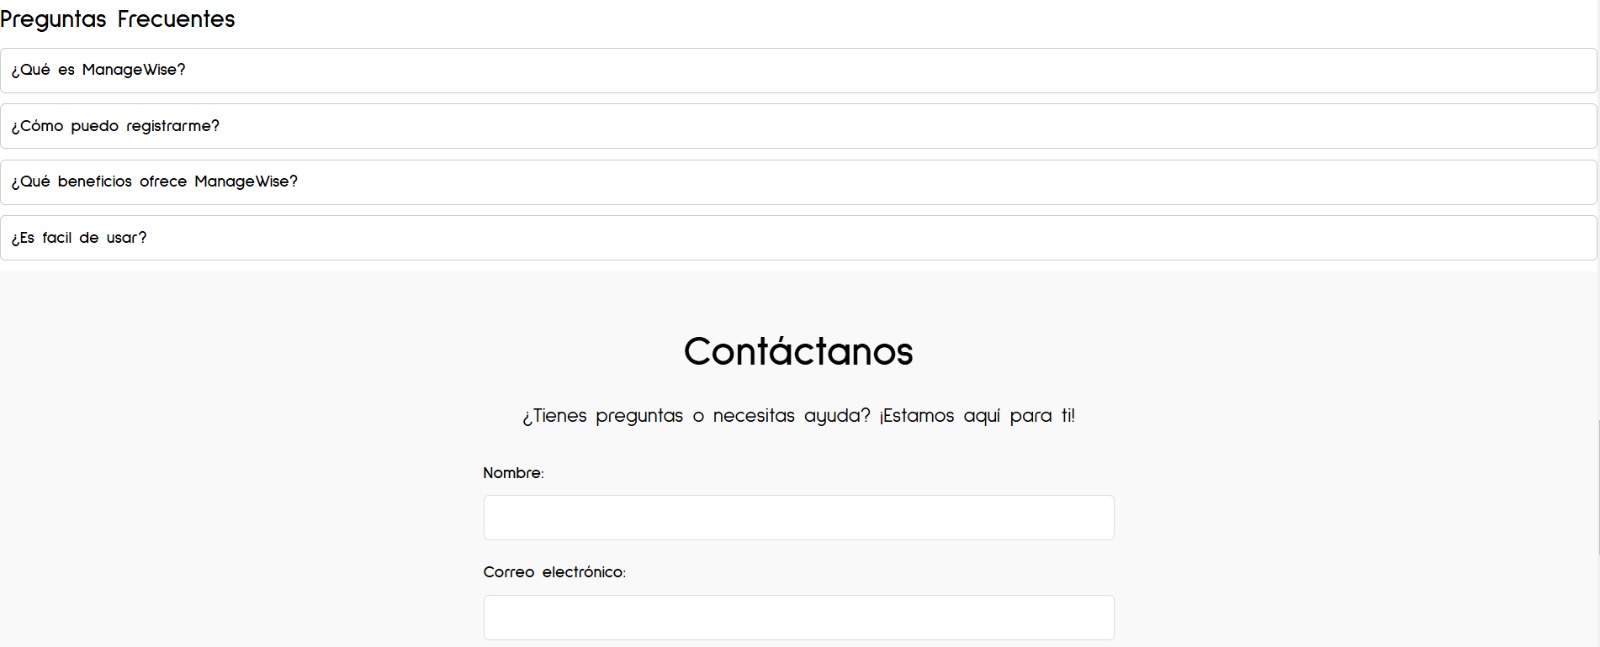 Preguntas Frecuentes
¿Qué es ManageWise?
¿Cómo puedo registrarme?
¿Qué beneficios ofrece ManageWise?
¿Es facil de usar?
Contáctanos
¿Tienes preguntas o necesitas ayuda? ¡Estamos aquí para ti!
Nombre:
Correo electrónico: